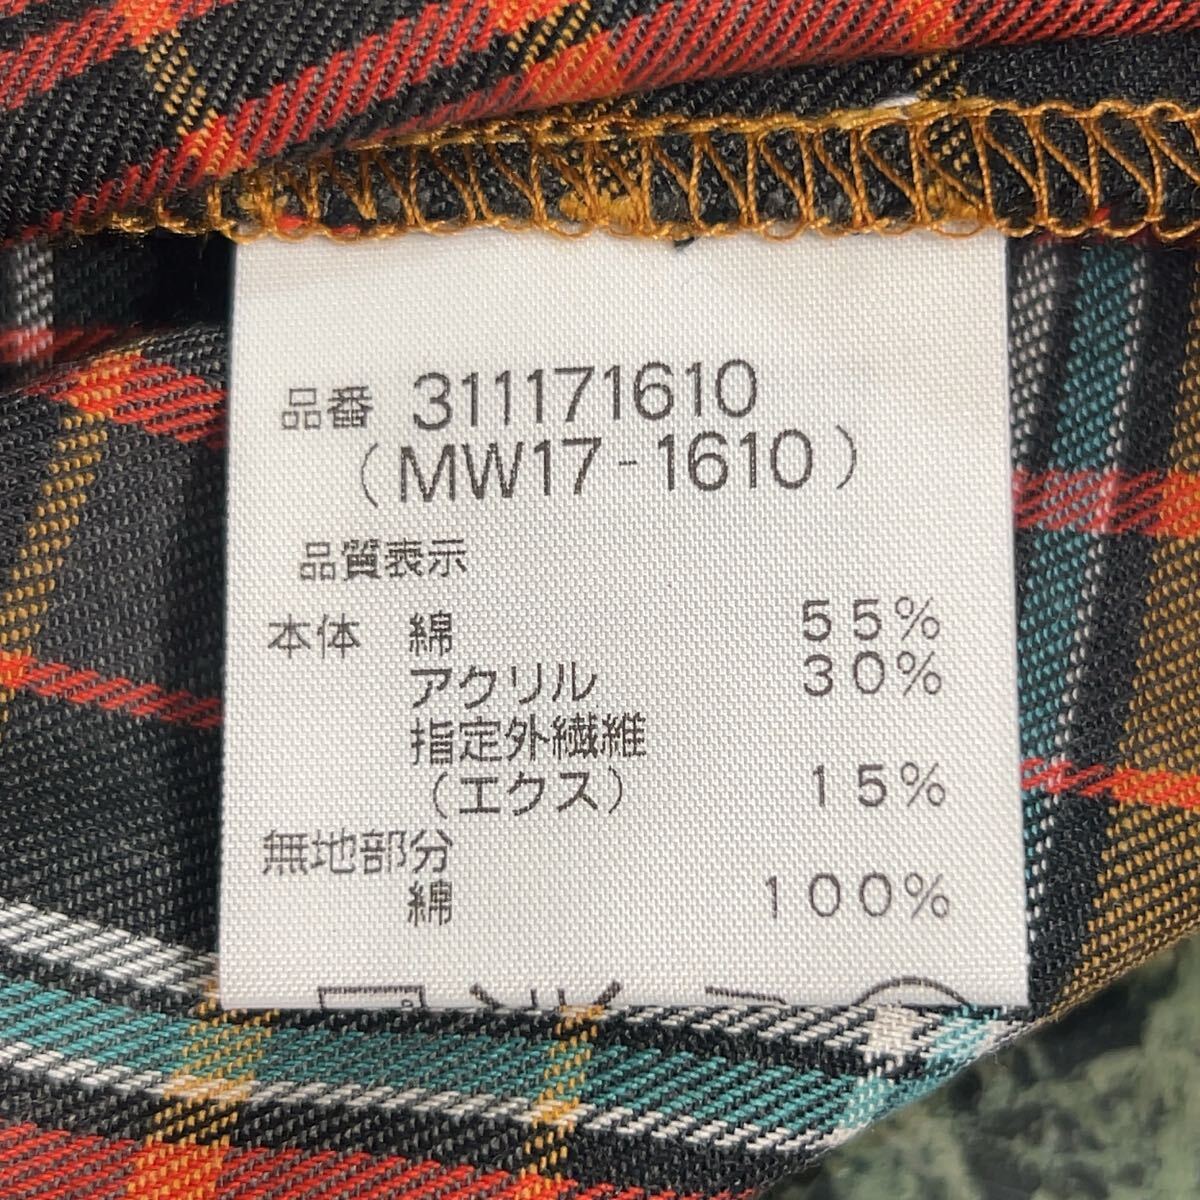 品番 311171610
(MW17-1610)
品質表示
本体 綿 55%
アクリル 30%
指定外繊維
(エクス) 15%
無地部分
綿 100%